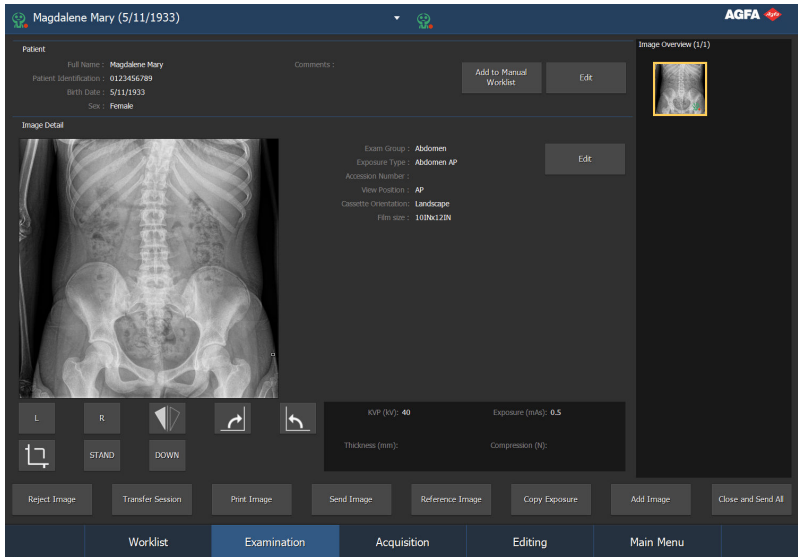 Magdalene Mary (5/11/1933)
AGFA
Patient
Full Name : Magdalene Mary
Patient Identification : 0123456789
Birth Date : 5/11/1933
Sex : Female
Comments :
Add to Manual
Worklist
Edit
Image Overview (1/1)
Image Detail
Exam Group : Abdomen
Exposure Type : Abdomen AP
Accession Number :
View Position : AP
Cassette Orientation: Landscape
Film size : 10INx12IN
Edit
L
R
STAND
DOWN
KVP (kV): 40
Exposure (mAs): 0.5
Thickness (mm):
Compression (N):
Reject Image
Transfer Session
Print Image
Send Image
Reference Image
Copy Exposure
Add Image
Close and Send All
Worklist
Examination
Acquisition
Editing
Main Menu